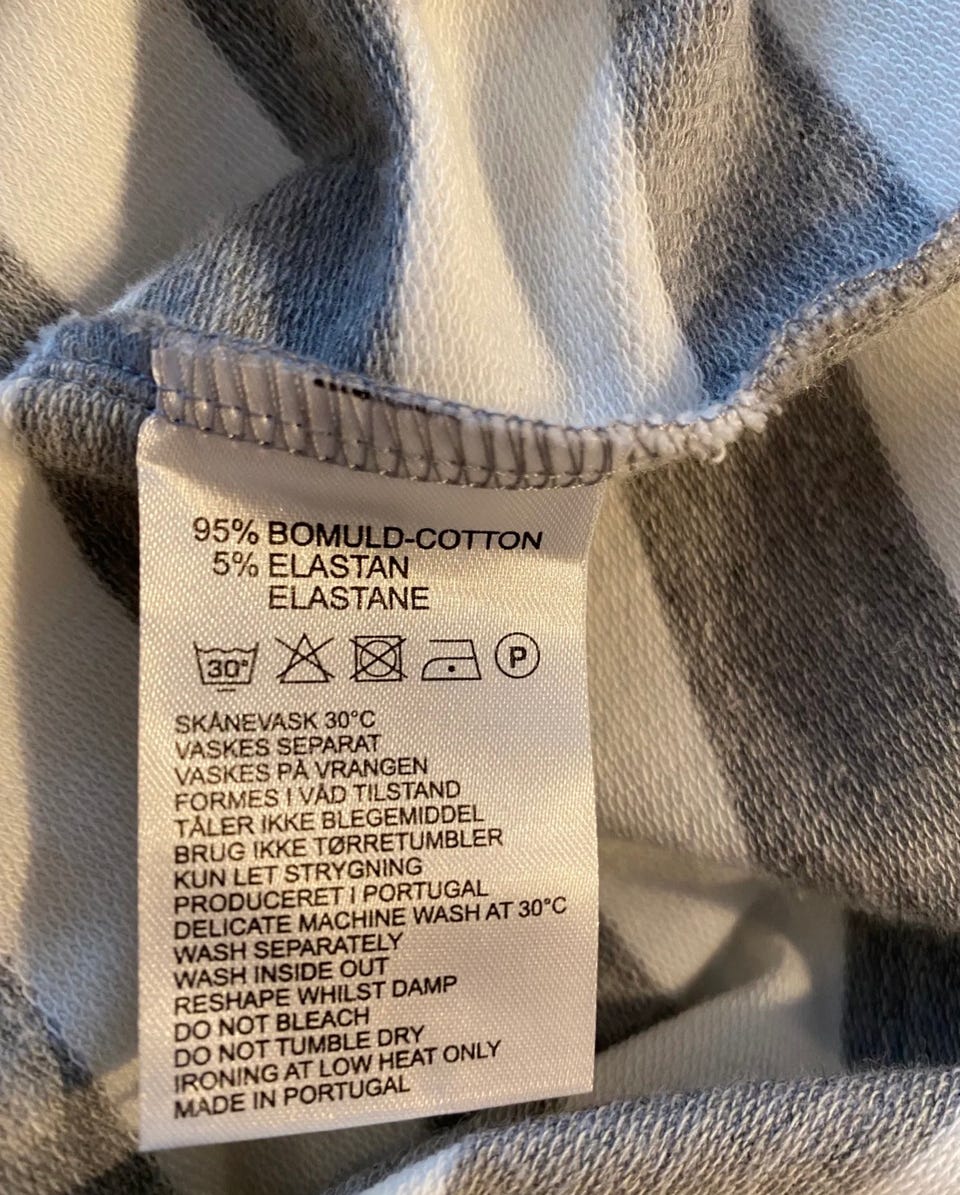 95% BOMULD-COTTON
5% ELASTAN
ELASTANE
30° P
SKÅNEVASK 30°C
VASKES SEPARAT
VASKES PÅ VRANGEN
FORMES I VÅD TILSTAND
TÅLER IKKE BLEGEMIDDEL
BRUG IKKE TØRRETUMBLER
KUN LET STRYGNING
PRODUCERET I PORTUGAL
DELICATE MACHINE WASH AT 30°C
WASH SEPARATELY
WASH INSIDE OUT
RESHAPE WHILST DAMP
DO NOT BLEACH
DO NOT TUMBLE DRY
IRONING AT LOW HEAT ONLY
MADE IN PORTUGAL